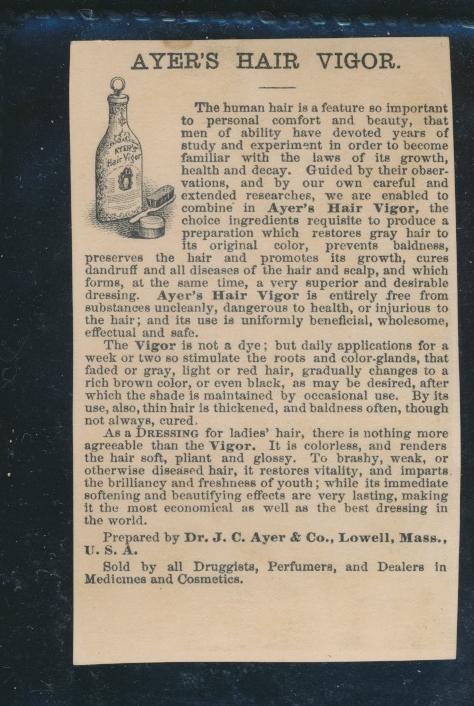 AYER'S HAIR VIGOR.
AYER'S
Hair Vigor
The human hair is a feature so important
to personal comfort and beauty, that
men of ability have devoted years of
study and experiment in order to become
familiar with the laws of its growth,
health and decay. Guided by their obser-
vations, and by our own careful and
extended researches, we are enabled to
combine in Ayer's Hair Vigor, the
choice ingredients requisite to produce a
preparation which restores gray hair to
its original color, prevents baldness,
preserves the hair and promotes its growth, cures
dandruff and all diseases of the hair and scalp, and which
forms, at the same time, a very superior and desirable
dressing. Ayer's Hair Vigor is entirely free from
substances uncleanly, dangerous to health, or injurious to
the hair; and its use is uniformly beneficial, wholesome,
effectual and safe.
The Vigor is not a dye; but daily applications for a
week or two so stimulate the roots and color-glands, that
faded or gray, light or red hair, gradually changes to a
rich brown color, or even black, as may be desired, after
which the shade is maintained by occasional use. By its
use, also, thin hair is thickened, and baldness often, though
not always, cured.
As a DRESSING for ladies' hair, there is nothing more
agreeable than the Vigor. It is colorless, and renders
the hair soft, pliant and glossy. To brashy, weak, or
otherwise diseased hair, it restores vitality, and imparts
the brilliancy and freshness of youth; while its immediate
softening and beautifying effects are very lasting, making
it the most economical as well as the best dressing in
the world.
Prepared by Dr. J. C. Ayer & Co., Lowell, Mass.,
U. S. A.
Sold by all Druggists, Perfumers, and Dealers in
Medicines and Cosmetics.